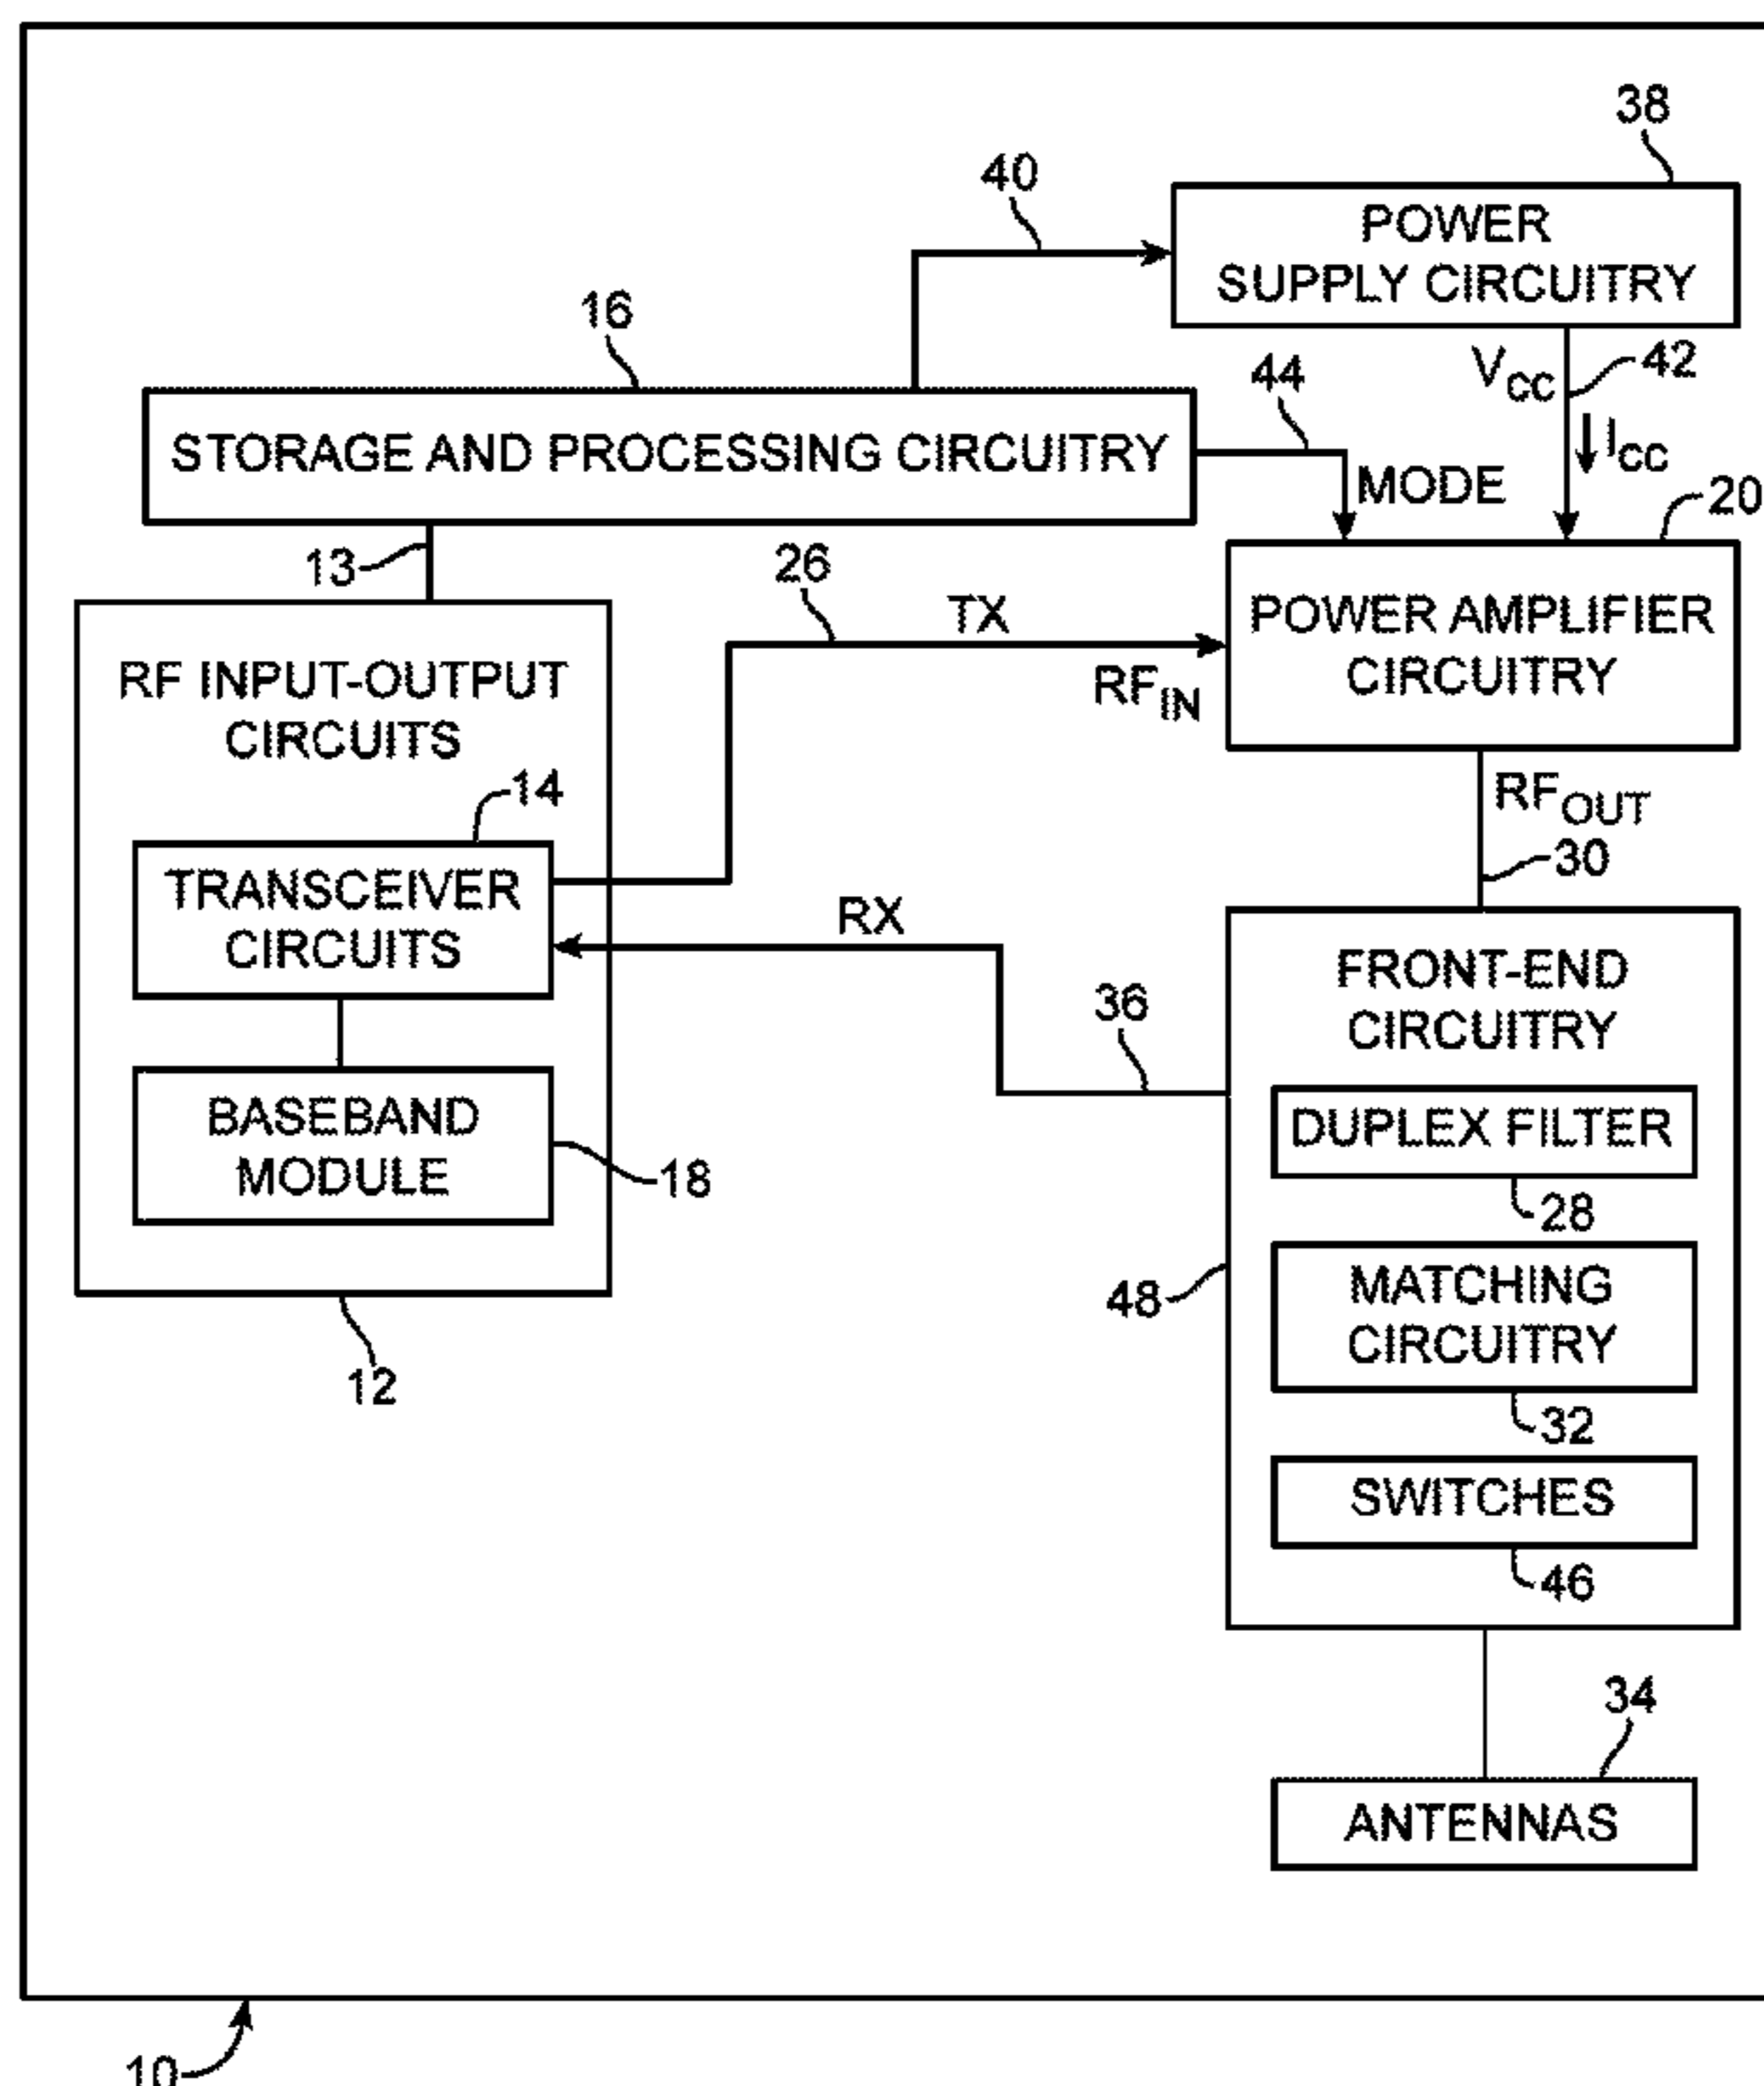 38
40
POWER
SUPPLY CIRCUITRY
16
44
VCC
42
ICC
STORAGE AND PROCESSING CIRCUITRY
MODE
20
13
26
TX
RFIN
POWER AMPLIFIER
CIRCUITRY
RF INPUT-OUTPUT
CIRCUITS
14
RFOUT
30
TRANSCEIVER
CIRCUITS
RX
36
FRONT-END
CIRCUITRY
BASEBAND
MODULE
18
DUPLEX FILTER
28
48
MATCHING
CIRCUITRY
12
32
SWITCHES
46
34
ANTENNAS
10